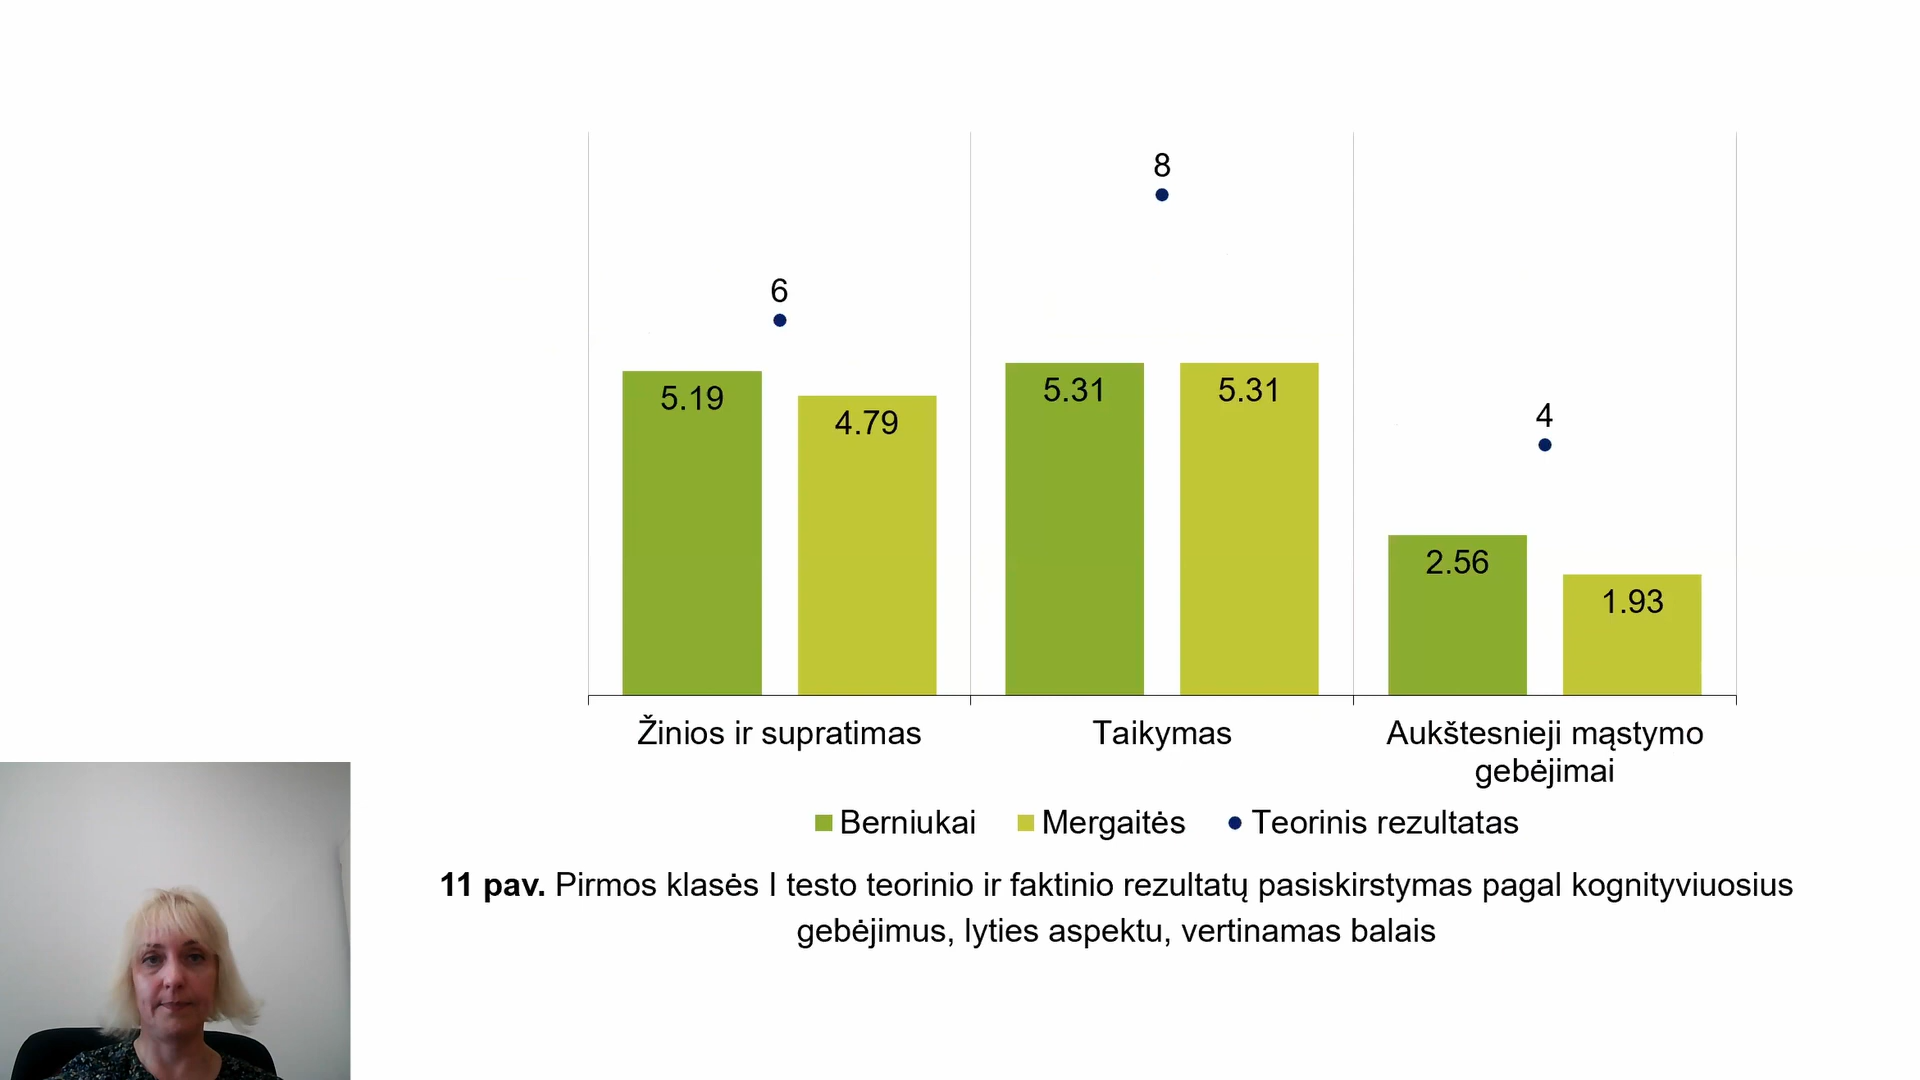 8
6
4
5.19
4.79
5.31
5.31
2.56
1.93
Žinios ir supratimas
Taikymas
Aukštesnieji mąstymo
gebėjimai
Berniukai
Mergaitės
Teorinis rezultatas
11 pav. Pirmos klasės I testo teorinio ir faktinio rezultatų pasiskirstymas pagal kognityviuosius
gebėjimus, lyties aspektu, vertinamas balais